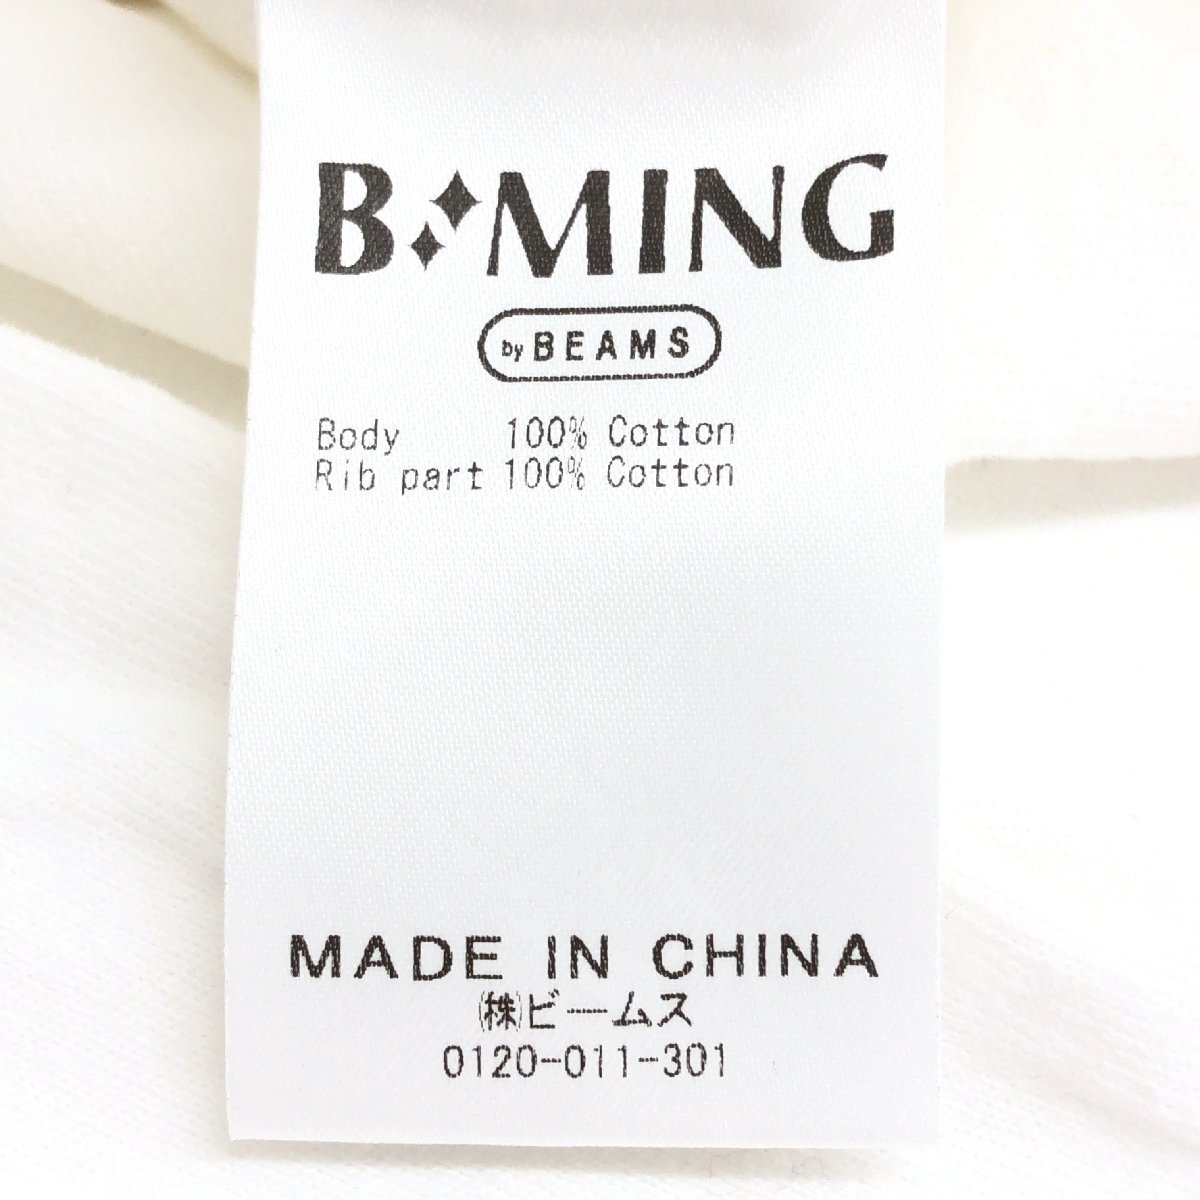 B MING
by BEAMS
Body 100% Cotton
Rib part 100% Cotton
MADE IN CHINA
㈱ビームス
0120-011-301